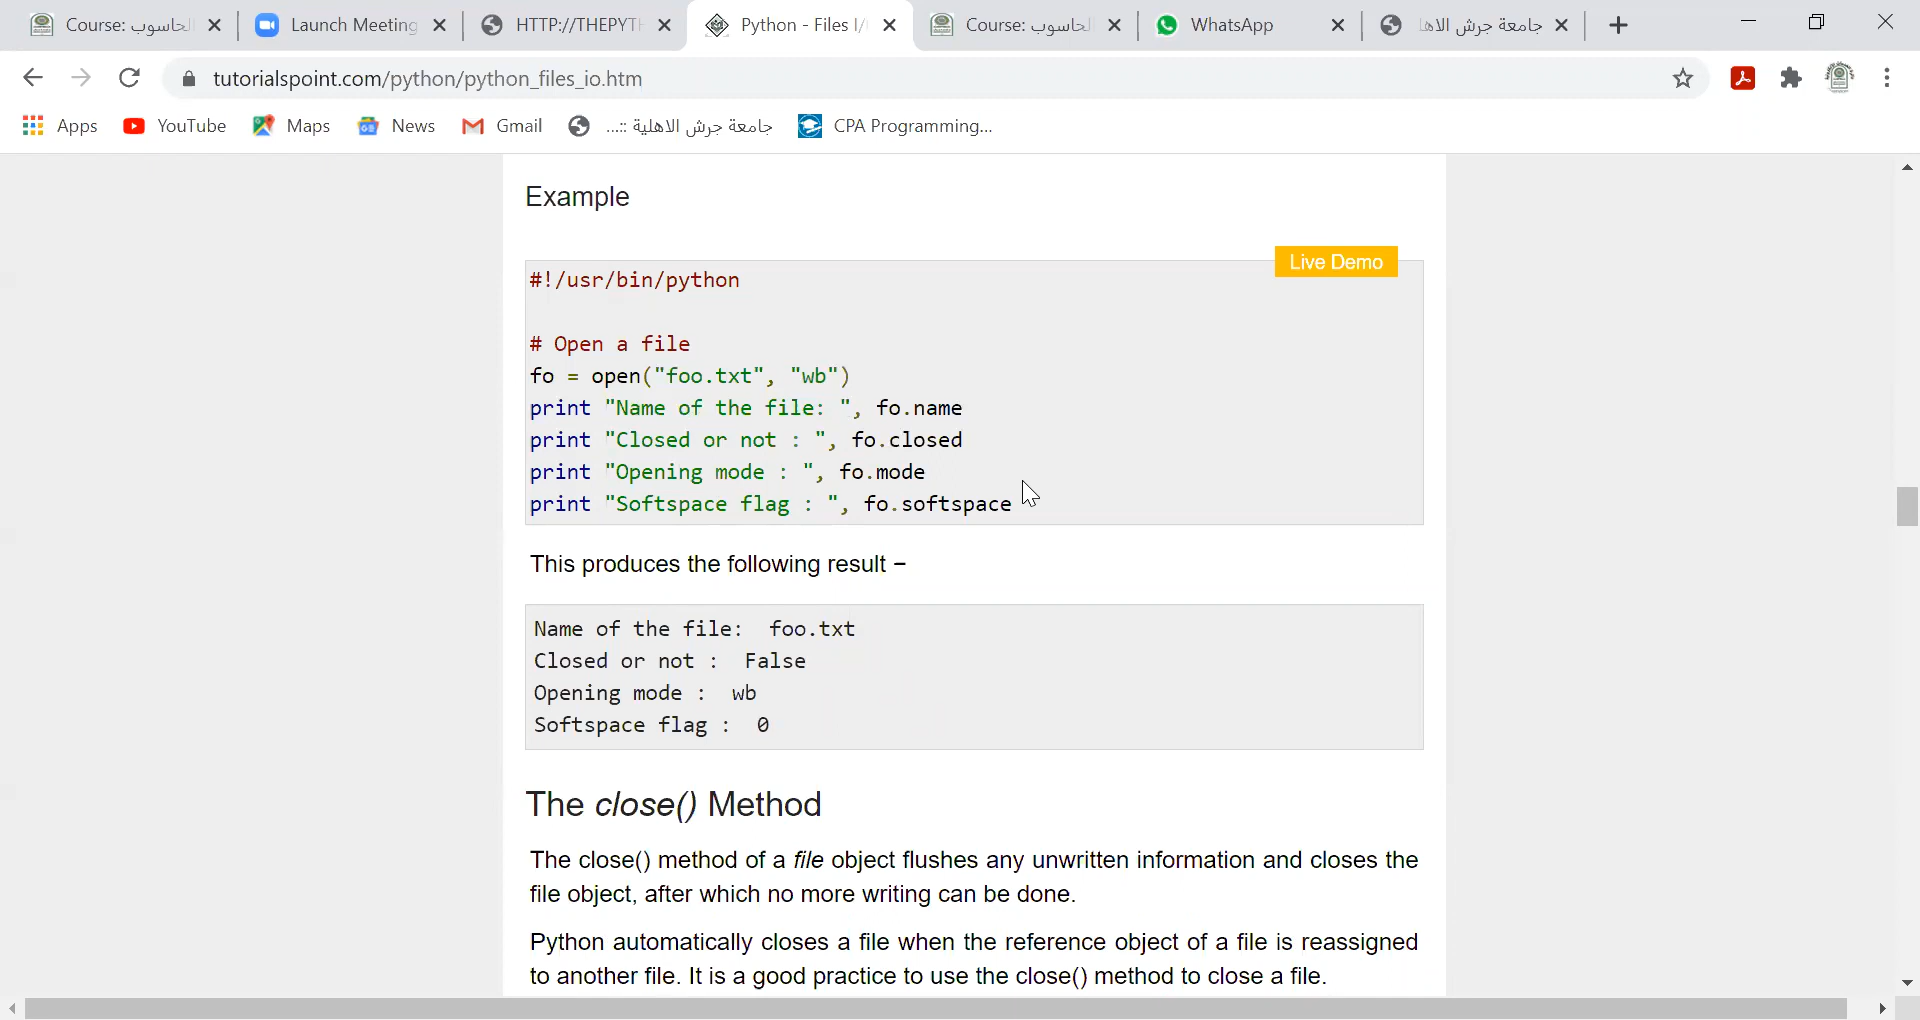 Course: الحاسوب
Launch Meeting
HTTP://THEPYTH
Python - Files I/
Course: الحاسوب
WhatsApp
جامعة جرش الاها
tutorialspoint.com/python/python_files_io.htm
Apps
YouTube
Maps
News
Gmail
جامعة جرش الاهلية ::...
CPA Programming...
Example
Live Demo
#!/usr/bin/python
# Open a file
fo = open("foo.txt", "wb")
print "Name of the file: ", fo.name
print "Closed or not : ", fo.closed
print "Opening mode : ", fo.mode
print "Softspace flag : ", fo.softspace
This produces the following result −
Name of the file:  foo.txt
Closed or not :  False
Opening mode :  wb
Softspace flag :  0
The close() Method
The close() method of a file object flushes any unwritten information and closes the
file object, after which no more writing can be done.
Python automatically closes a file when the reference object of a file is reassigned
to another file. It is a good practice to use the close() method to close a file.